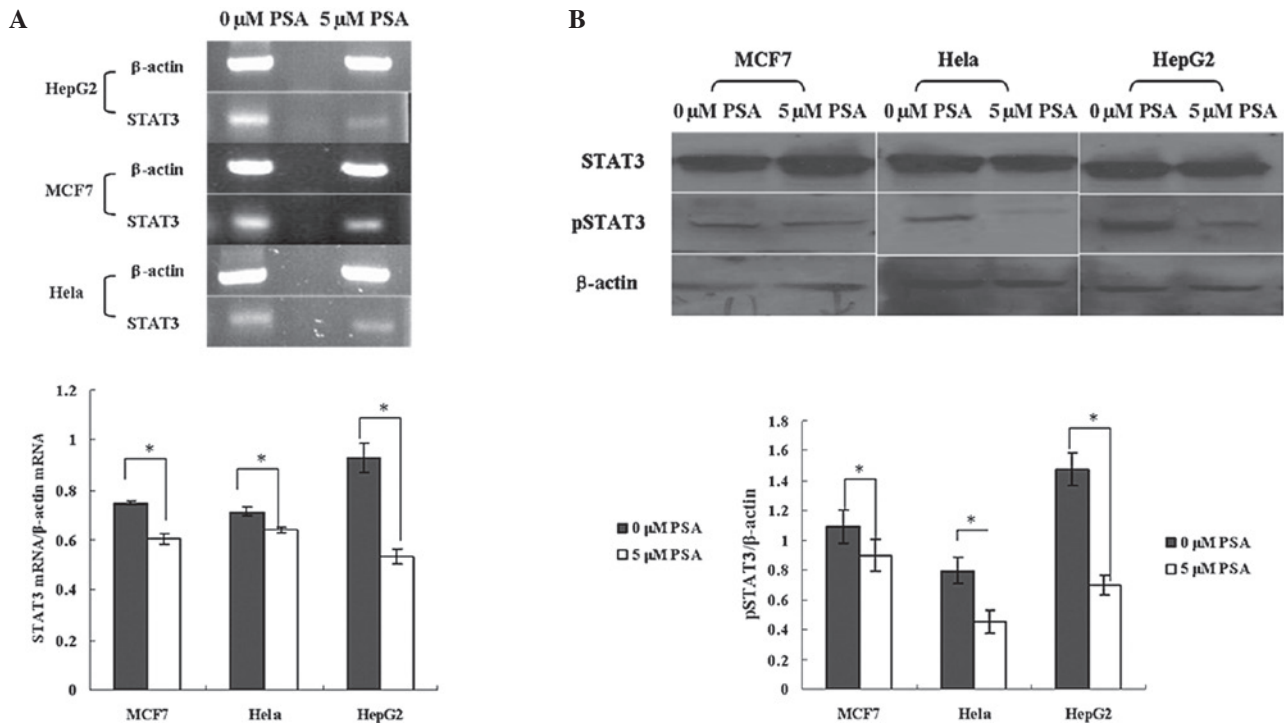 A
0 μM PSA 5 μM PSA
HepG2
β-actin
STAT3
MCF7
β-actin
STAT3
Hela
β-actin
STAT3
STAT3 mRNA/β-actin mRNA
1.2
1
0.8
0.6
0.4
0.2
0
*
*
*
MCF7 Hela HepG2
0 μM PSA
5 μM PSA
B
MCF7 Hela HepG2
0 μM PSA 5 μM PSA 0 μM PSA 5 μM PSA 0 μM PSA 5 μM PSA
STAT3
pSTAT3
β-actin
pSTAT3/β-actin
1.8
1.6
1.4
1.2
1
0.8
0.6
0.4
0.2
0
*
*
*
MCF7 Hela HepG2
0 μM PSA
5 μM PSA